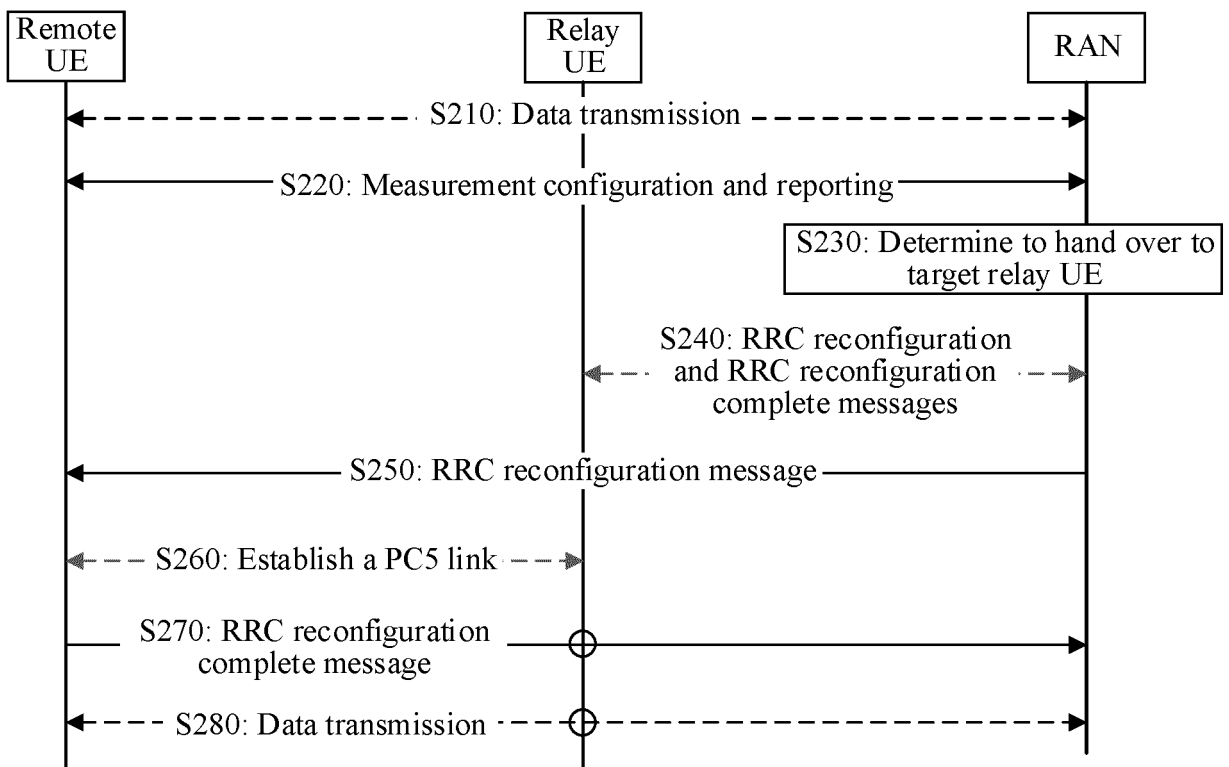 Remote
UE
Relay
UE
RAN
S210: Data transmission
S220: Measurement configuration and reporting
S230: Determine to hand over to
target relay UE
S240: RRC reconfiguration
and RRC reconfiguration
complete messages
S250: RRC reconfiguration message
S260: Establish a PC5 link
S270: RRC reconfiguration
complete message
S280: Data transmission